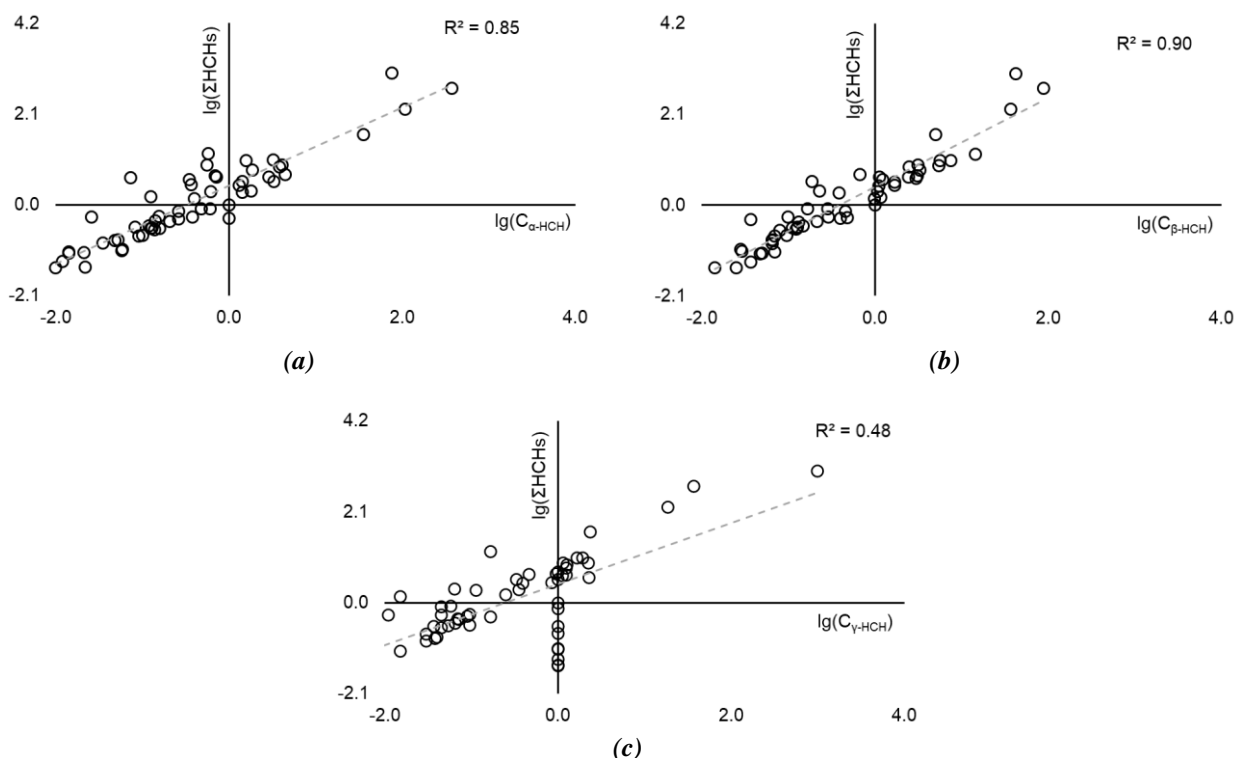 4.2
lg(ΣHCHs)
R² = 0.85
2.1
0.0
lg(Cα-HCH)
-2.1
-2.0 0.0 2.0 4.0
(a)
4.2
lg(ΣHCHs)
R² = 0.90
2.1
0.0
lg(Cβ-HCH)
-2.1
-2.0 0.0 2.0 4.0
(b)
4.2
lg(ΣHCHs)
R² = 0.48
2.1
0.0
lg(Cγ-HCH)
-2.1
-2.0 0.0 2.0 4.0
(c)